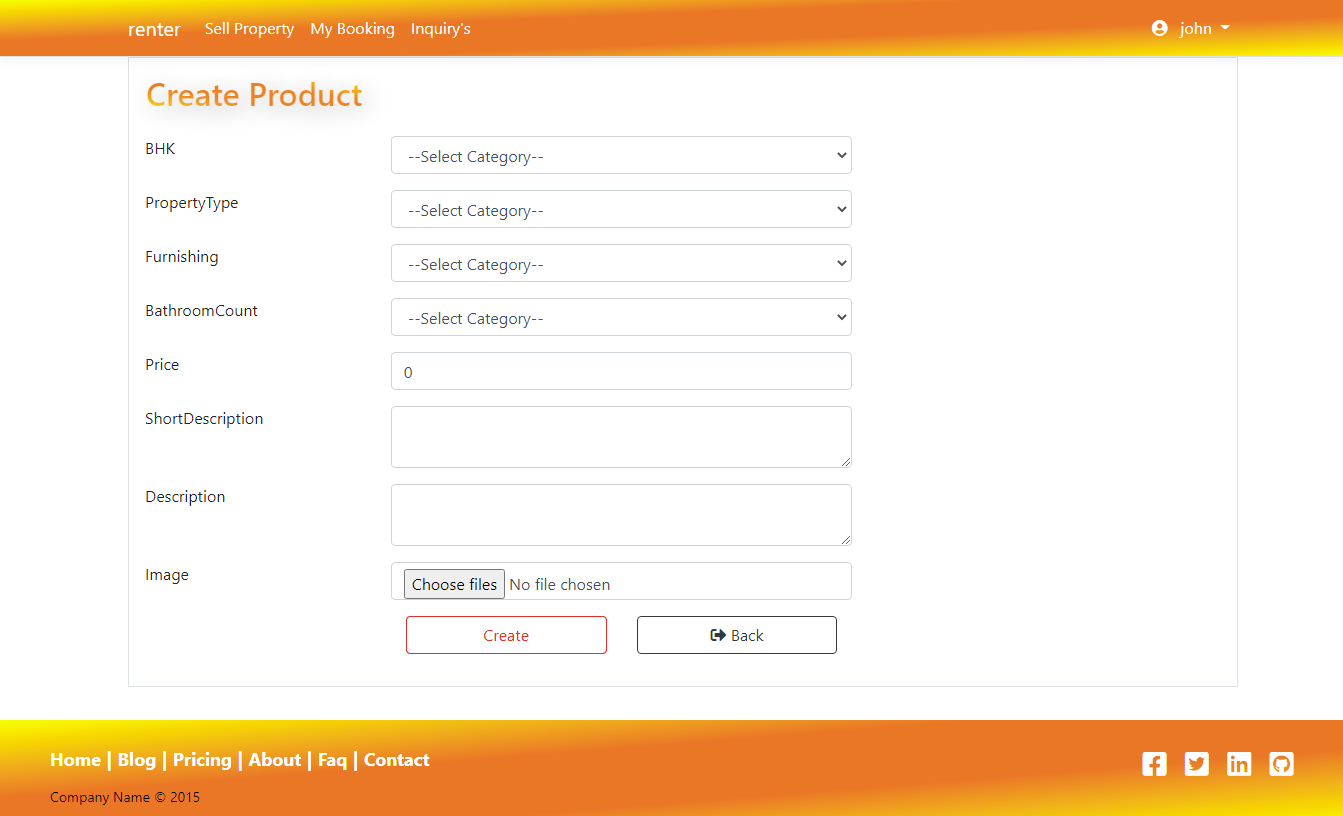 renter Sell Property My Booking Inquiry's john
Create Product
BHK --Select Category--
PropertyType --Select Category--
Furnishing --Select Category--
BathroomCount --Select Category--
Price 0
ShortDescription
Description
Image Choose files No file chosen
Create Back
Home | Blog | Pricing | About | Faq | Contact
Company Name © 2015